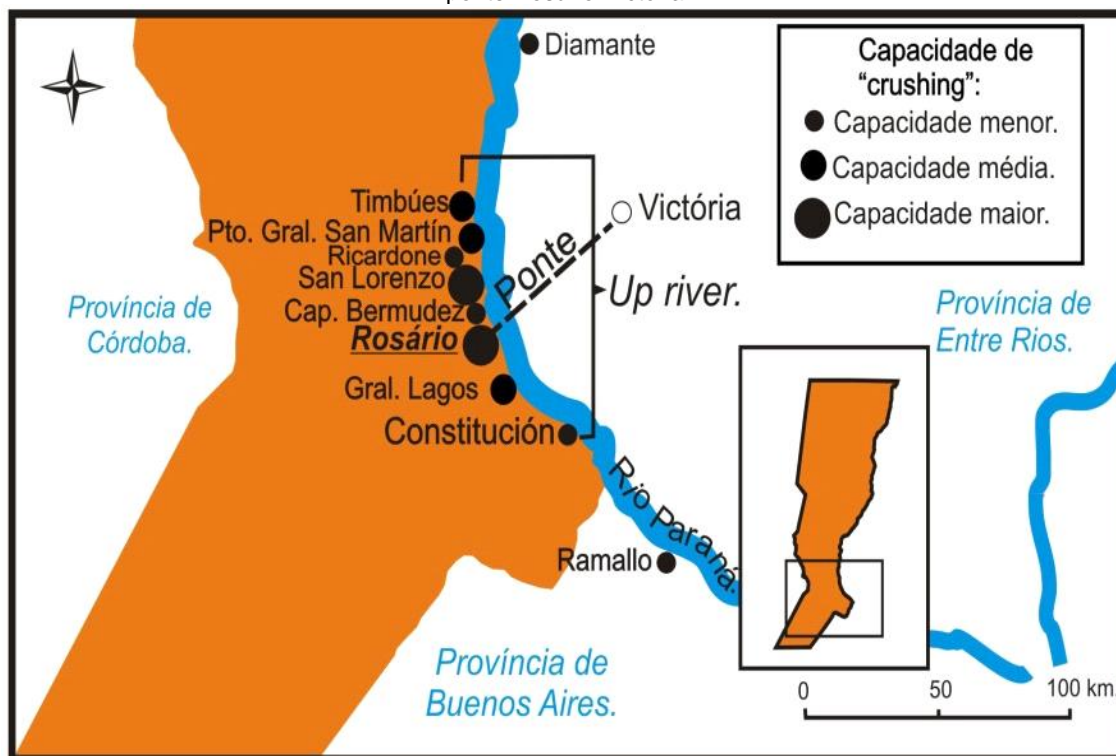 Diamante
Capacidade de
“crushing”:
Capacidade menor.
Capacidade média.
Capacidade maior.
Timbúes
Pto. Gral. San Martín
Ricardone
San Lorenzo
Cap. Bermudez
Rosário
Gral. Lagos
Constitución
Ponte
Victória
Up river.
Província de
Córdoba.
Província de
Entre Rios.
Rio Paraná.
Ramallo
Província de
Buenos Aires.
0 50 100 km.